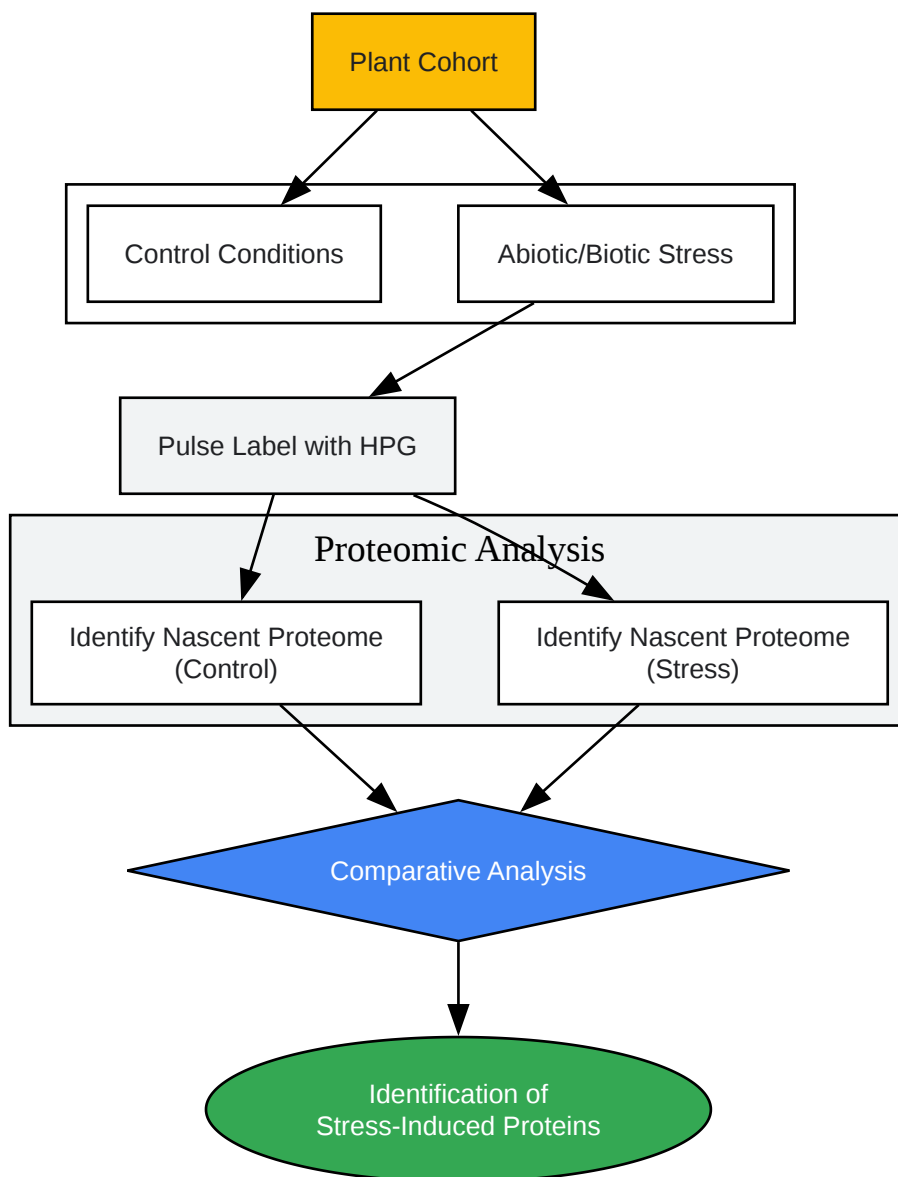 Plant Cohort
Control Conditions
Abiotic/Biotic Stress
Pulse Label with HPG
Proteomic Analysis
Identify Nascent Proteome
(Control)
Identify Nascent Proteome
(Stress)
Comparative Analysis
Identification of
Stress-Induced Proteins